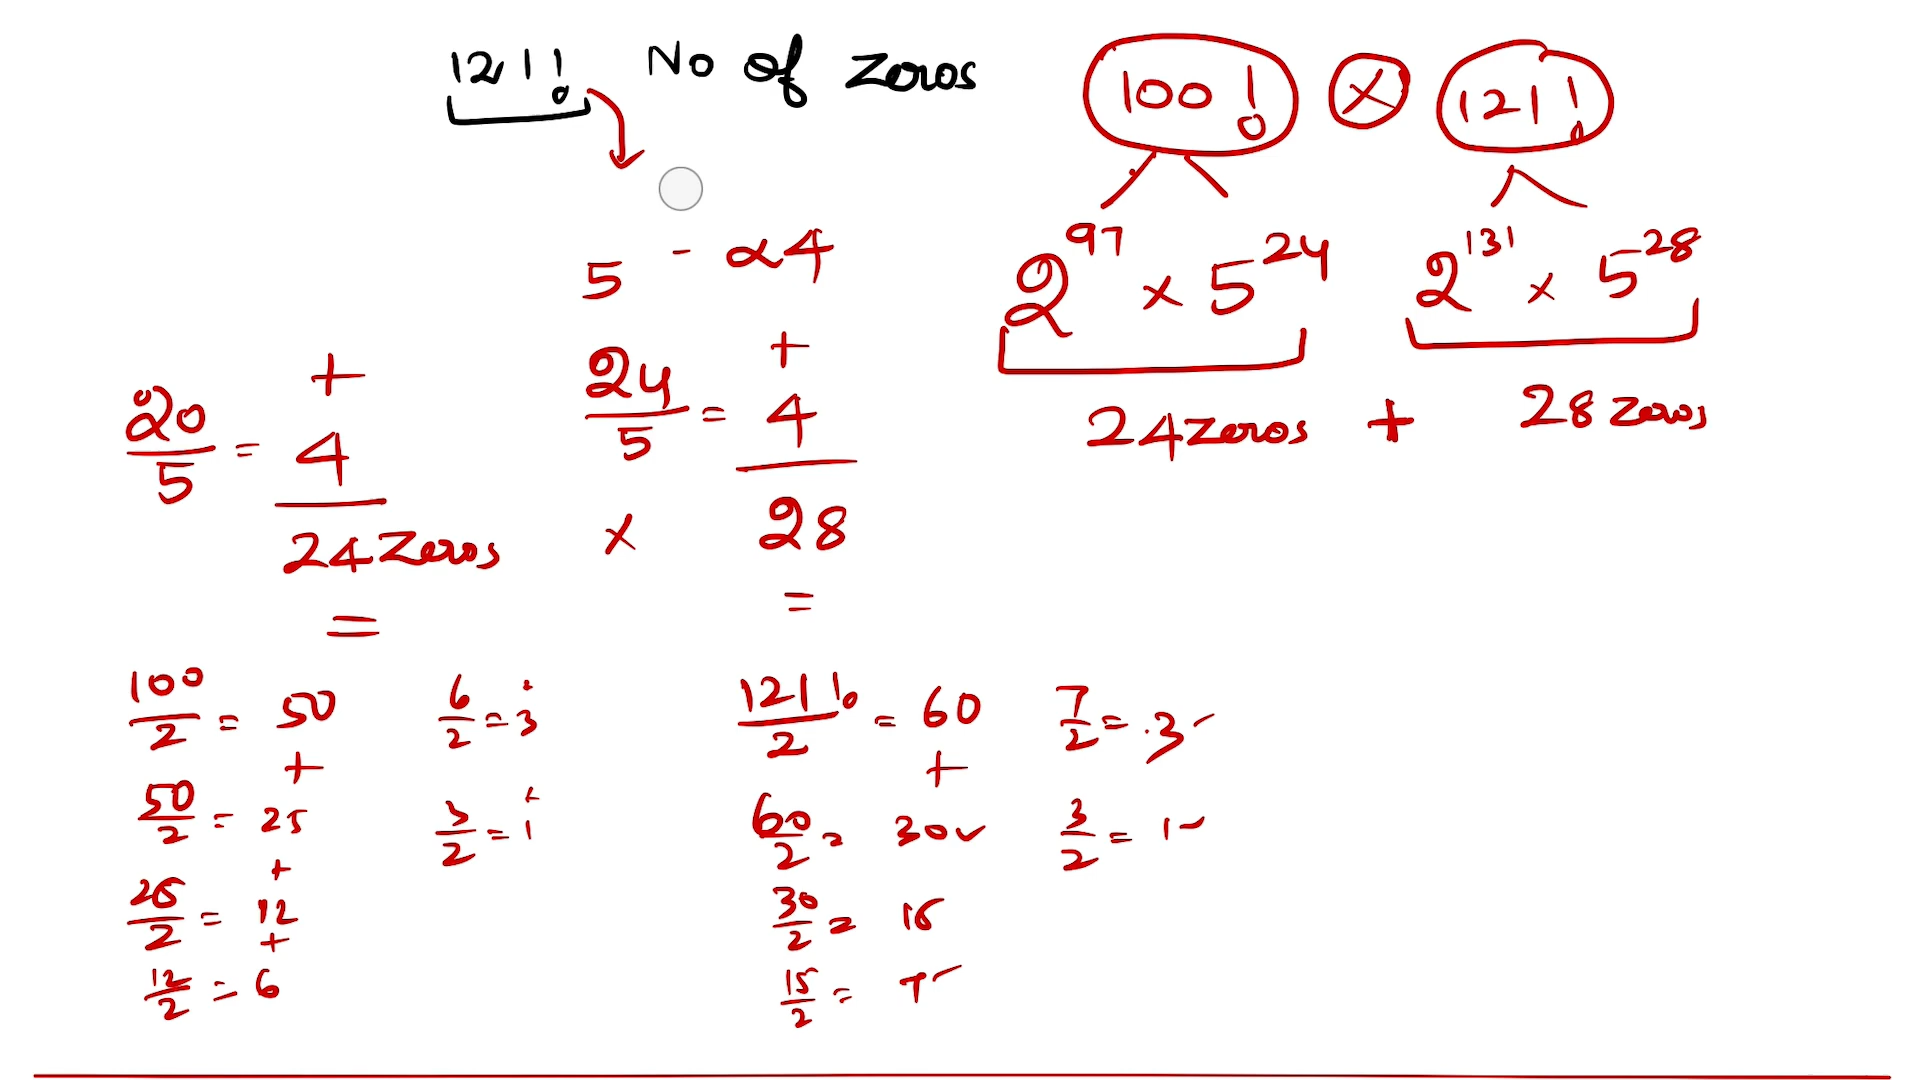 121! No of zeros
100! × 121!
5 - 24
2^97 × 5^24 2^131 × 5^28
+ +
20/5 = 4 24/5 = 4
24 zeros + 28 zeros
24 zeros × 28
= =
100/2 = 50 6/2 = 3 121!/2 = 60 7/2 = .3
+ +
50/2 = 25 3/2 = 1 60/2 = 30 3/2 = 1
+
25/2 = 12 30/2 = 15
+
12/2 = 6 15/2 = 7